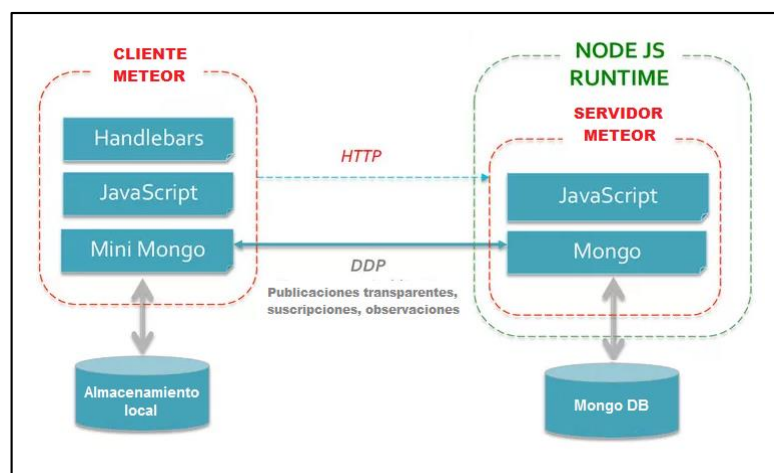 CLIENTE
METEOR
Handlebars
JavaScript
Mini Mongo
Almacenamiento
local
HTTP
DDP
Publicaciones transparentes,
suscripciones, observaciones
NODE JS
RUNTIME
SERVIDOR
METEOR
JavaScript
Mongo
Mongo DB